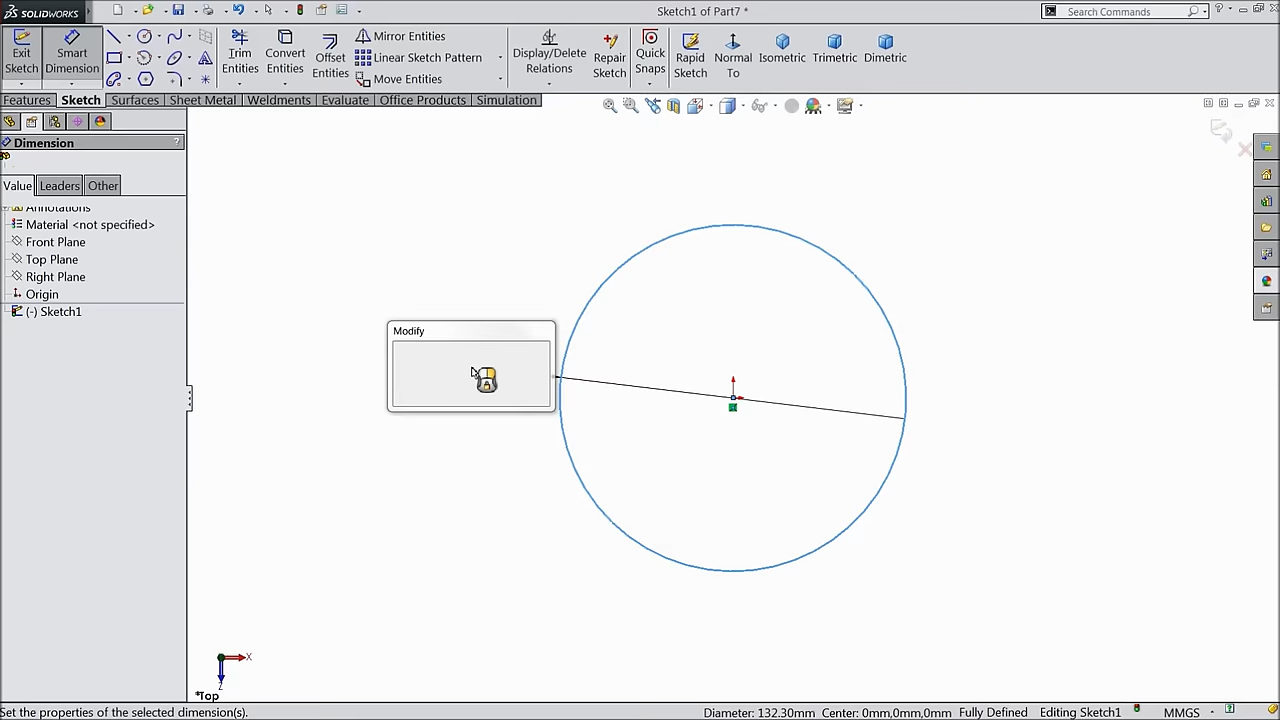 SOLIDWORKS
Sketch1 of Part7 *
Search Commands
Exit Sketch
Smart Dimension
Trim Entities
Convert Entities
Offset Entities
Mirror Entities
Linear Sketch Pattern
Move Entities
Display/Delete Relations
Repair Sketch
Quick Snaps
Rapid Sketch
Normal To
Isometric
Trimetric
Dimetric
Features
Sketch
Surfaces
Sheet Metal
Weldments
Evaluate
Office Products
Simulation
Dimension
?
Value
Leaders
Other
Annotations
Material <not specified>
Front Plane
Top Plane
Right Plane
Origin
(-) Sketch1
Modify
X
Z
*Top
Set the properties of the selected dimension(s).
Diameter: 132.30mm Center: 0mm,0mm,0mm Fully Defined
Editing Sketch1
MMGS